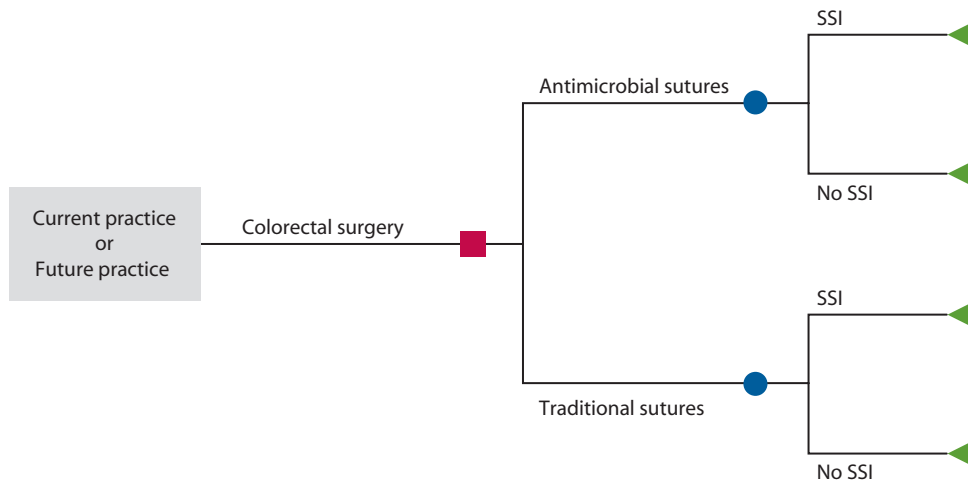 SSI
Antimicrobial sutures
No SSI
Current practice
or
Future practice
Colorectal surgery
SSI
Traditional sutures
No SSI